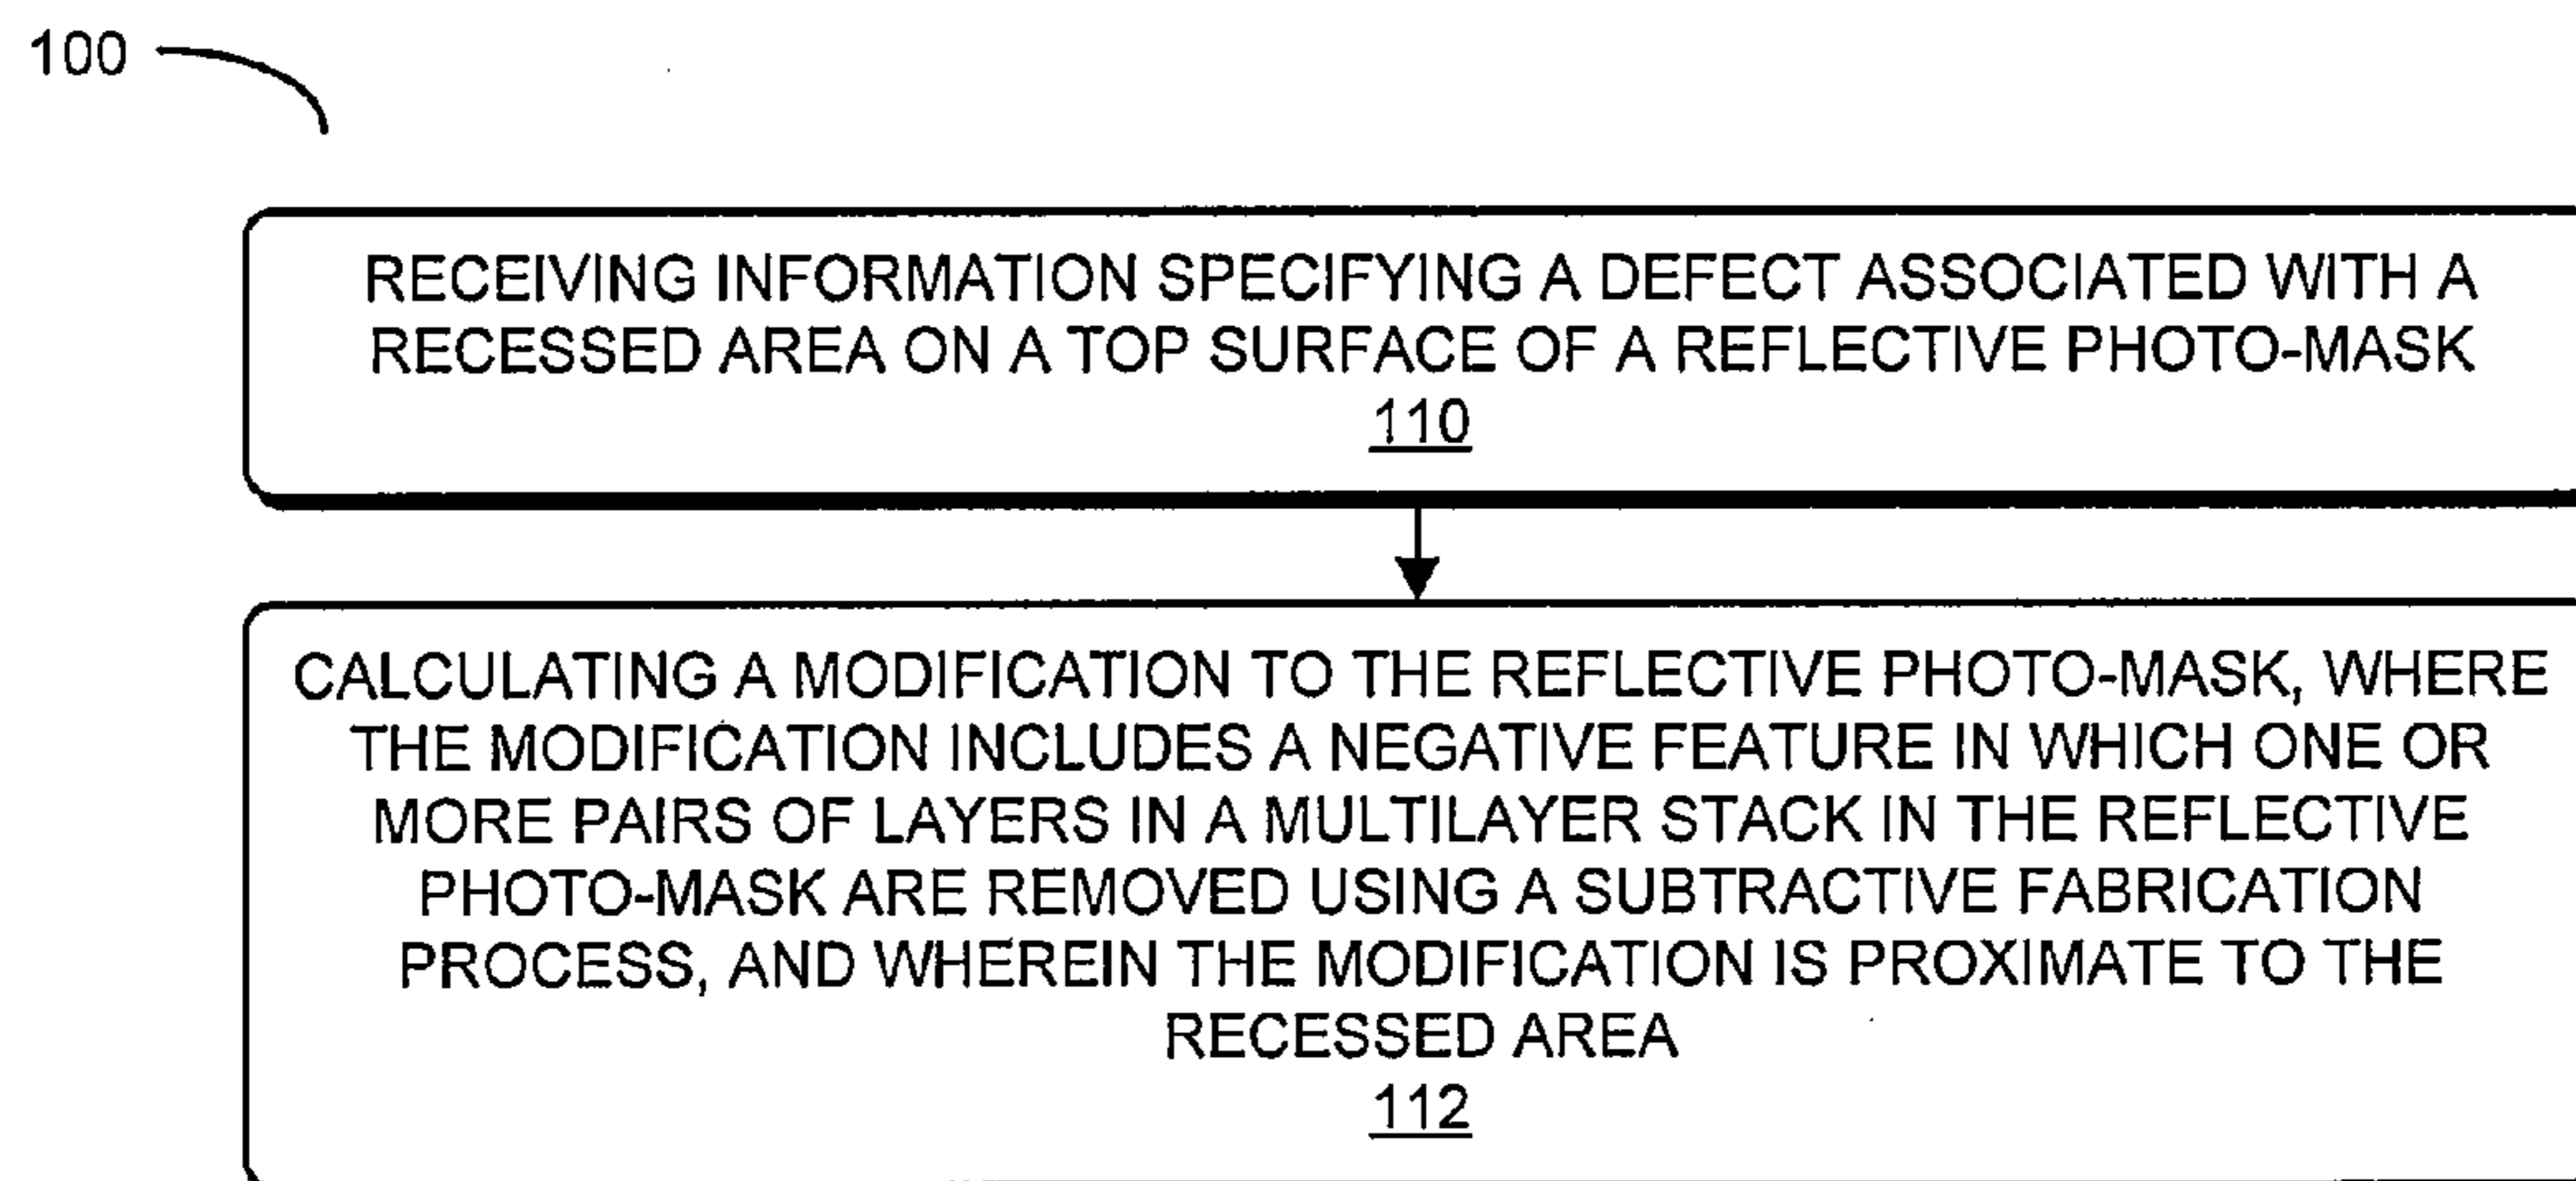 100
RECEIVING INFORMATION SPECIFYING A DEFECT ASSOCIATED WITH A
RECESSED AREA ON A TOP SURFACE OF A REFLECTIVE PHOTO-MASK
110
CALCULATING A MODIFICATION TO THE REFLECTIVE PHOTO-MASK, WHERE
THE MODIFICATION INCLUDES A NEGATIVE FEATURE IN WHICH ONE OR
MORE PAIRS OF LAYERS IN A MULTILAYER STACK IN THE REFLECTIVE
PHOTO-MASK ARE REMOVED USING A SUBTRACTIVE FABRICATION
PROCESS, AND WHEREIN THE MODIFICATION IS PROXIMATE TO THE
RECESSED AREA
112